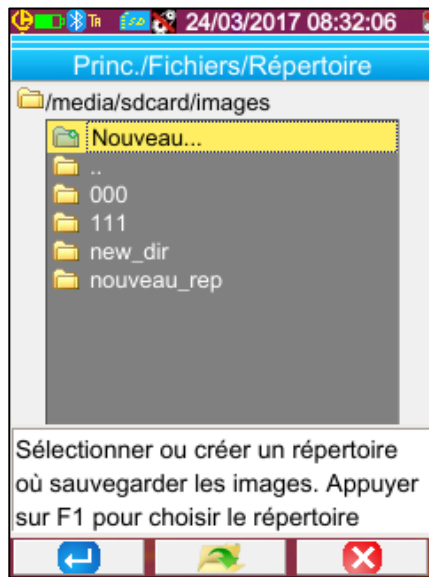 TA 24/03/2017 08:32:06
Princ./Fichiers/Répertoire
/media/sdcard/images
Nouveau...
..
000
111
new_dir
nouveau_rep
Sélectionner ou créer un répertoire
où sauvegarder les images. Appuyer
sur F1 pour choisir le répertoire